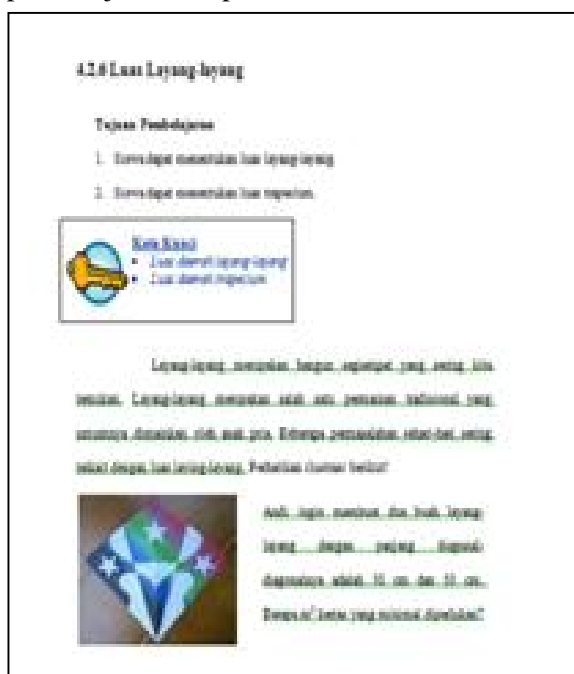 4.2.6 Luas Layang-layang
Tujuan Pembelajaran
1. Siswa dapat menentukan luas layang-layang
2. Siswa dapat menentukan luas trapesium
Kata Kunci
• Luas daerah layang-layang
• Luas daerah trapesium
Layang-layang merupakan bangun segiempat yang sering kita
temukan. Layang-layang merupakan salah satu permainan tradisional yang
umumnya dimainkan oleh anak pria. Beberapa permasalahan sehari-hari sering
terkait dengan luas layang-layang. Perhatikan ilustrasi berikut!
Andi ingin membuat dua buah layang-
layang dengan panjang diagonal-
diagonalnya adalah cm dan cm.
Berapa kertas yang minimal diperlukan?